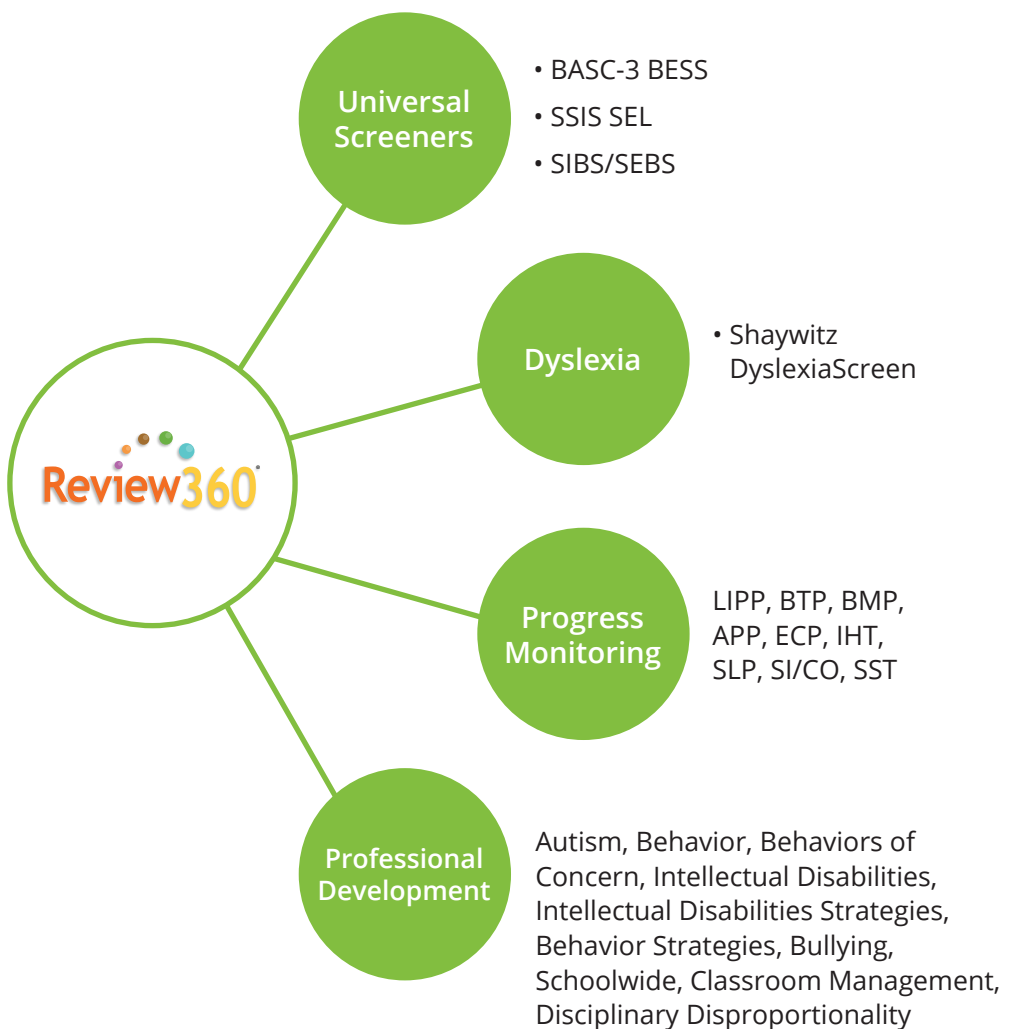 Universal
Screeners
• BASC-3 BESS
• SSIS SEL
• SIBS/SEBS
Dyslexia
• Shaywitz
DyslexiaScreen
Review360
Progress
Monitoring
LIPP, BTP, BMP,
APP, ECP, IHT,
SLP, SI/CO, SST
Professional
Development
Autism, Behavior, Behaviors of
Concern, Intellectual Disabilities,
Intellectual Disabilities Strategies,
Behavior Strategies, Bullying,
Schoolwide, Classroom Management,
Disciplinary Disproportionality